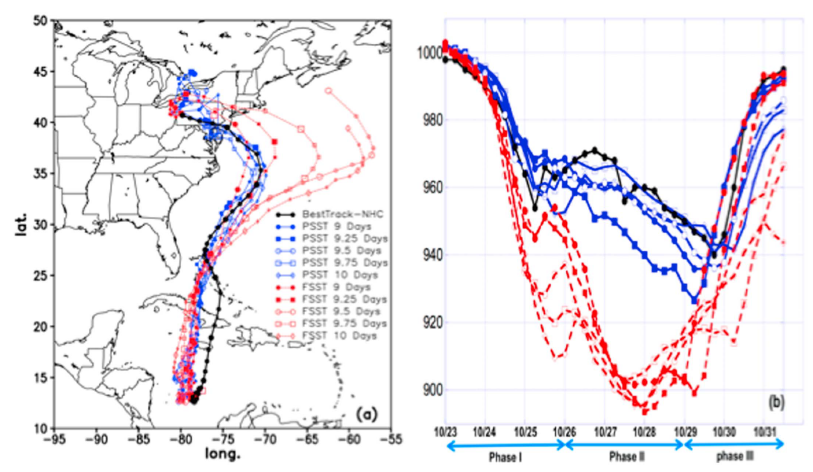 50
45
40
35
30
25
20
15
10
lat.
BestTrack-NHC
PSST 9 Days
PSST 9.25 Days
PSST 9.5 Days
PSST 9.75 Days
PSST 10 Days
FSST 9 Days
FSST 9.25 Days
FSST 9.5 Days
FSST 9.75 Days
FSST 10 Days
(a)
-95 -90 -85 -80 -75 -70 -65 -60 -55
long.
1000
980
960
940
920
900
(b)
10/23 10/24 10/25 10/26 10/27 10/28 10/29 10/30 10/31
Phase I Phase II phase III